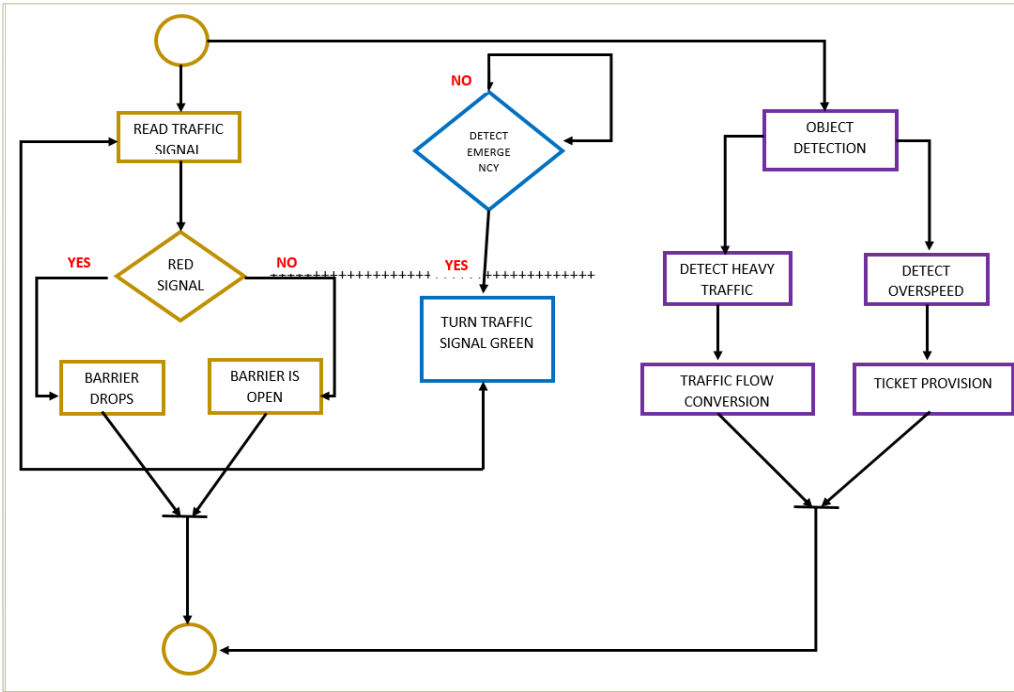 NO
READ TRAFFIC
SIGNAL
OBJECT
DETECTION
DETECT
EMERGE
NCY
YES
RED
SIGNAL
NO
YES
DETECT HEAVY
TRAFFIC
DETECT
OVERSPEED
TURN TRAFFIC
SIGNAL GREEN
BARRIER
DROPS
BARRIER IS
OPEN
TRAFFIC FLOW
CONVERSION
TICKET PROVISION